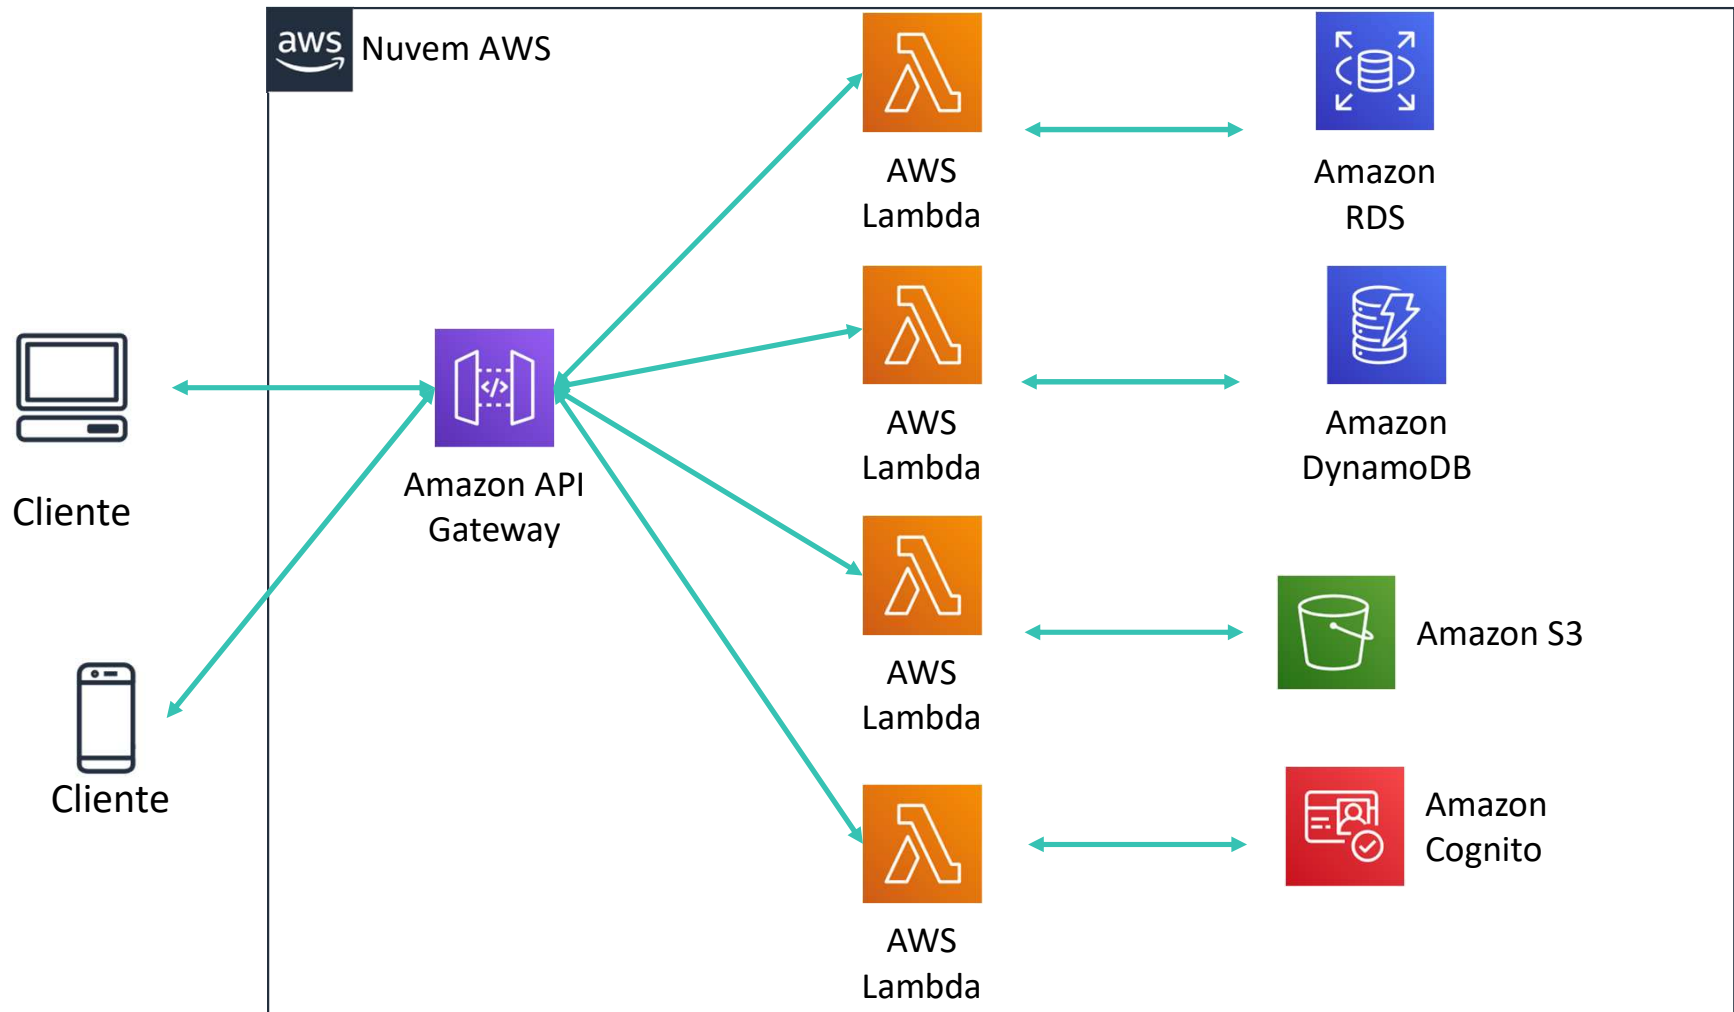 aws
Nuvem AWS
AWS
Lambda
Amazon
RDS
AWS
Lambda
Amazon
DynamoDB
Cliente
</>
Amazon API
Gateway
AWS
Lambda
Amazon S3
Cliente
AWS
Lambda
Amazon
Cognito